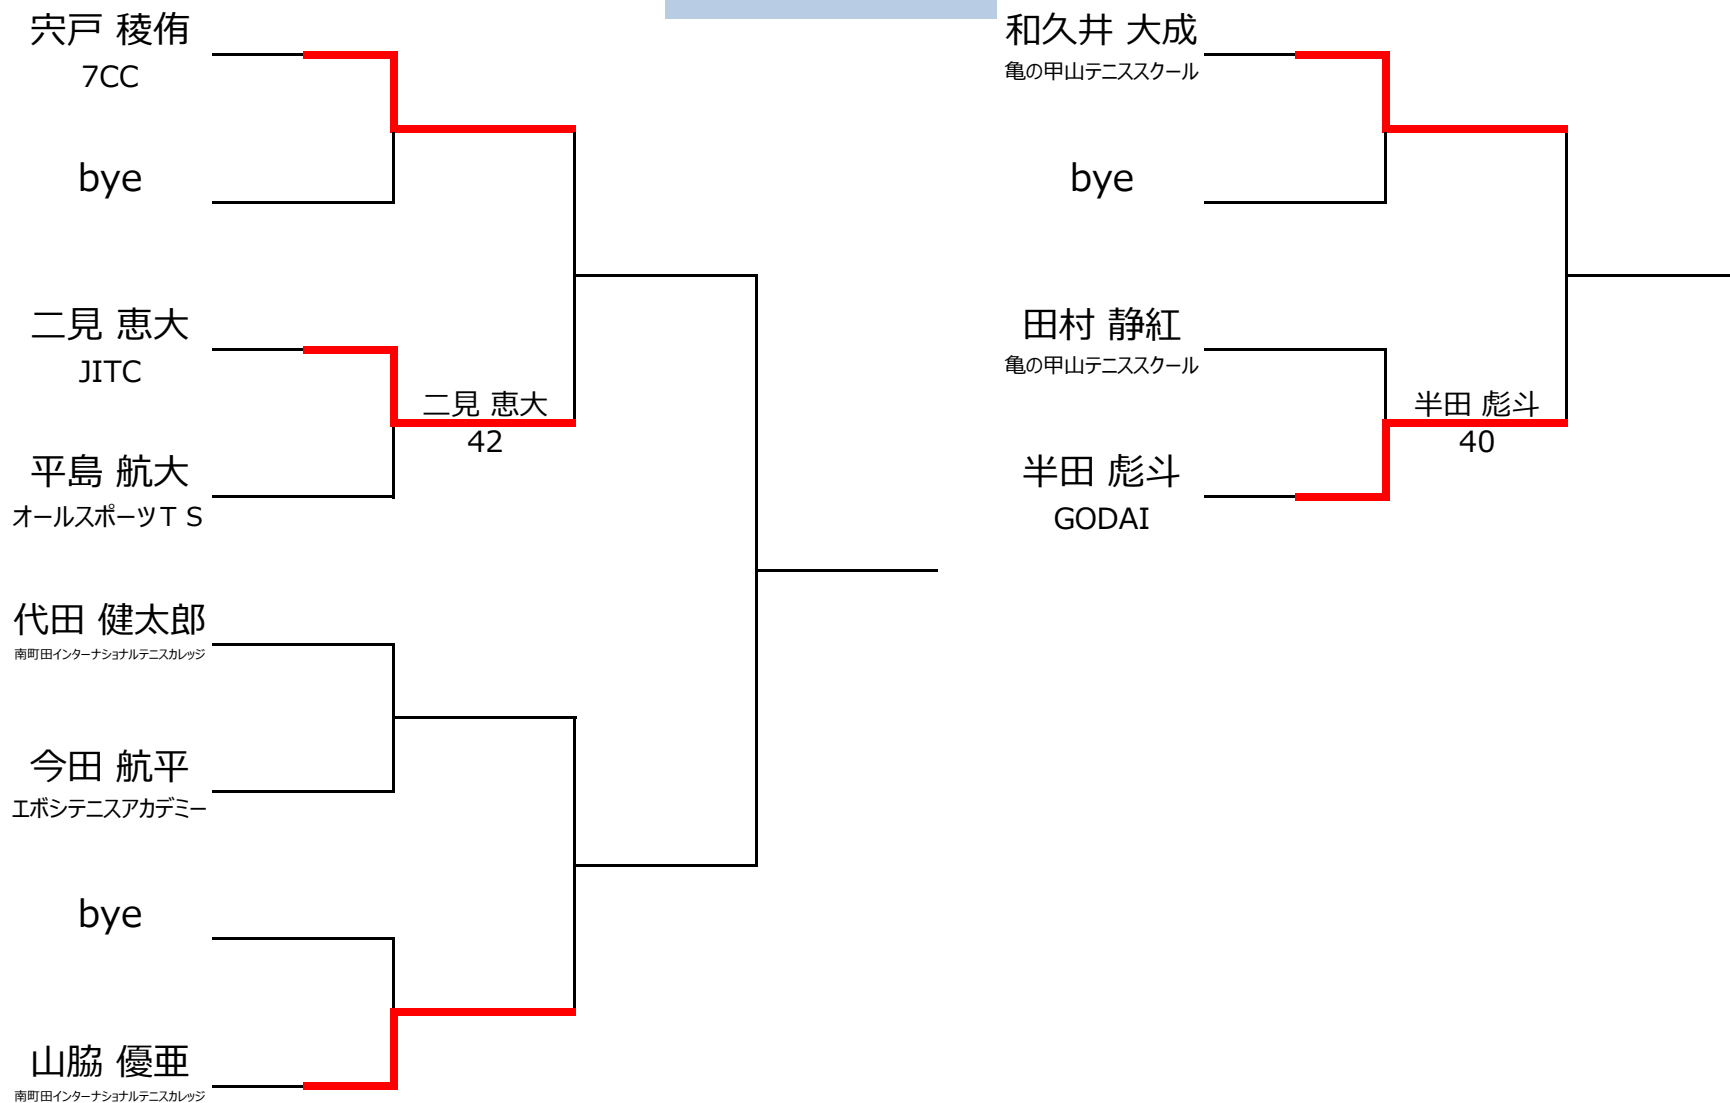 宍戸 稜侑
7CC
bye
二見 恵大
JITC
二見 恵大
42
平島 航大
オールスポーツＴＳ
代田 健太郎
南町田インターナショナルテニスカレッジ
今田 航平
エボシテニスアカデミー
bye
山脇 優亜
南町田インターナショナルテニスカレッジ
和久井 大成
亀の甲山テニススクール
bye
田村 静紅
亀の甲山テニススクール
半田 彪斗
40
半田 彪斗
GODAI